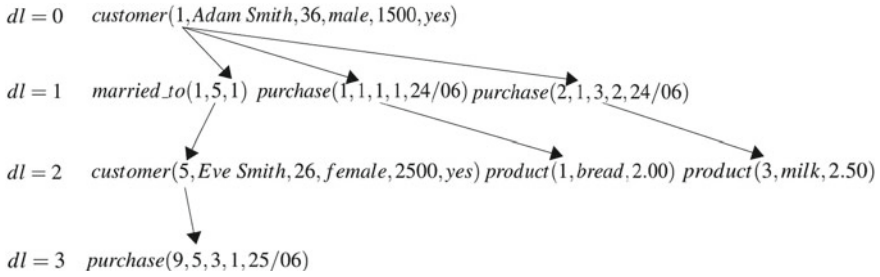 dl = 0 customer(1,Adam Smith,36,male,1500,yes)
dl = 1 married_to(1,5,1) purchase(1,1,1,1,24/06) purchase(2,1,3,2,24/06)
dl = 2 customer(5,Eve Smith,26,female,2500,yes) product(1,bread,2.00) product(3,milk,2.50)
dl = 3 purchase(9,5,3,1,25/06)